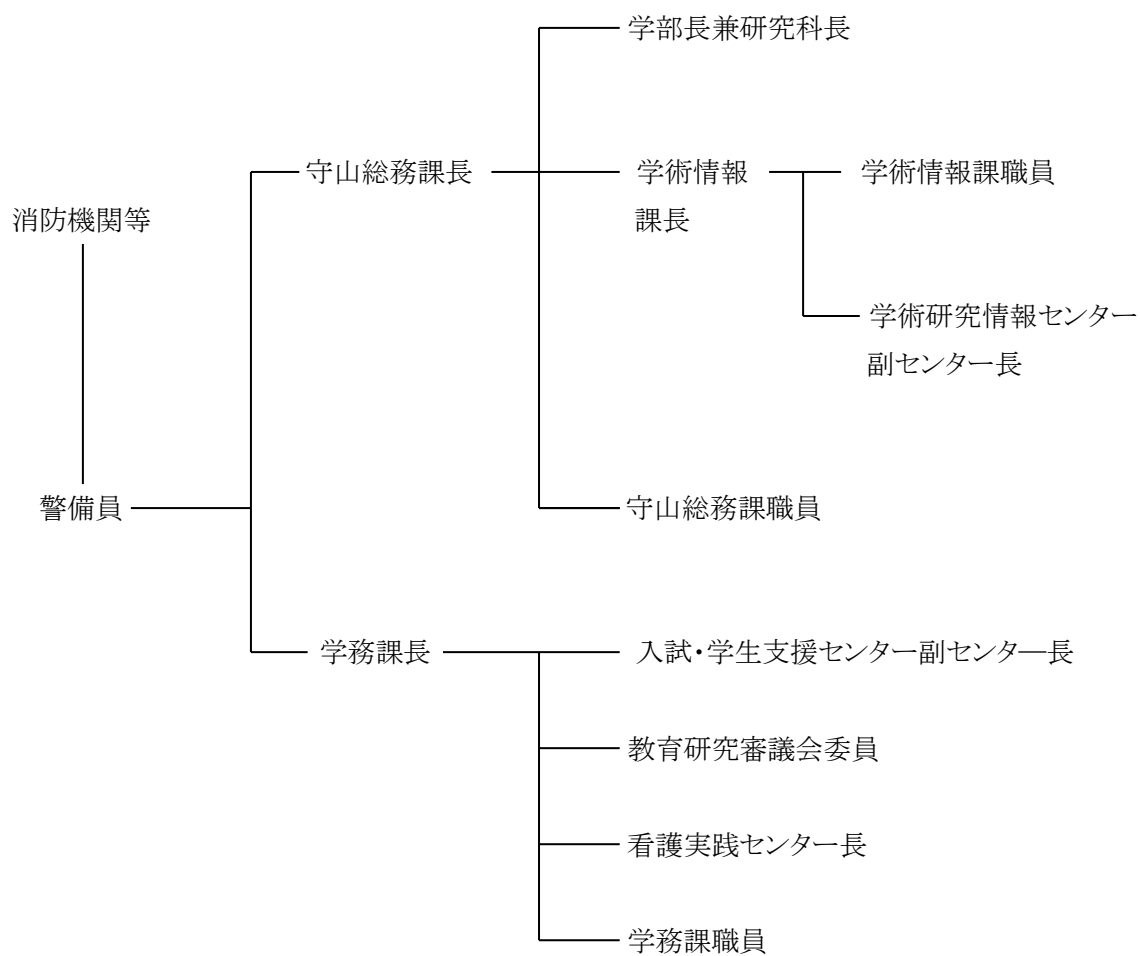 学部長兼研究科長
守山総務課長
学術情報
課長
学術情報課職員
消防機関等
学術研究情報センター
副センター長
警備員
守山総務課職員
学務課長
入試・学生支援センター副センタ―長
教育研究審議会委員
看護実践センター長
学務課職員